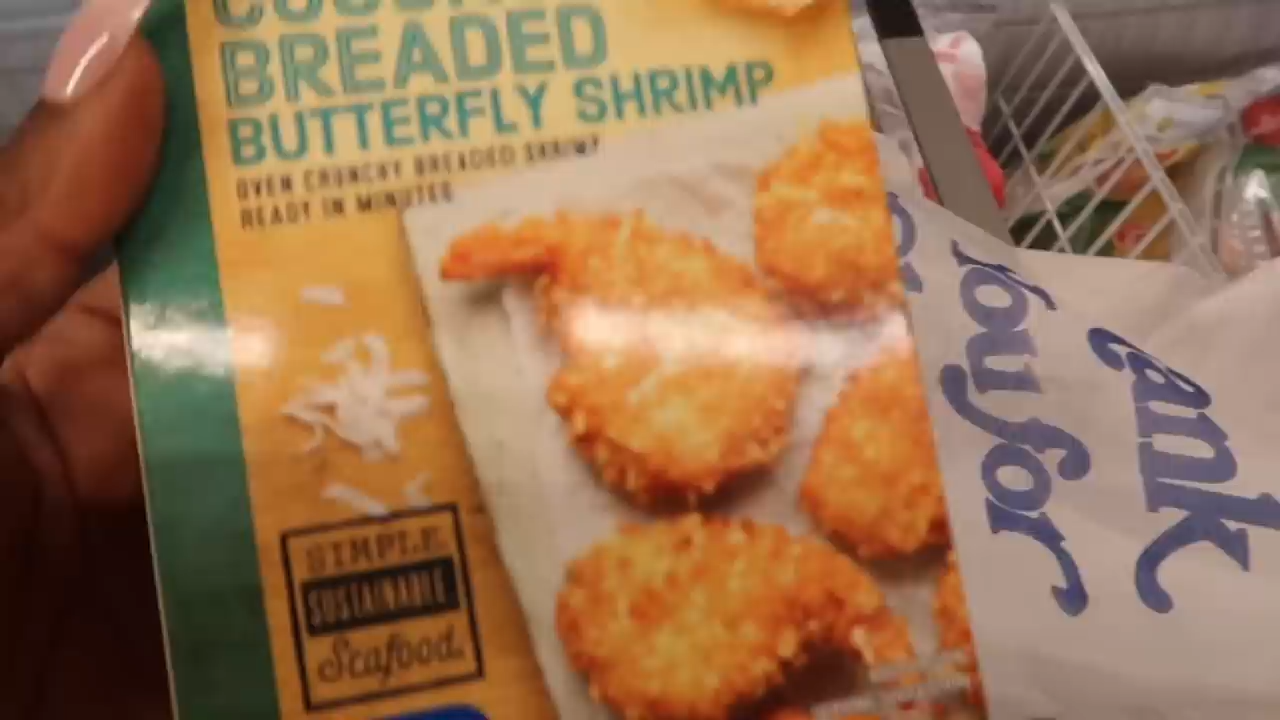 BREADED
BUTTERFLY SHRIMP
OVEN CRUNCHY BREADED SHRIMP
READY IN MINUTES
SIMPLE
SUSTAINABLE
Seafood.
ank
You for